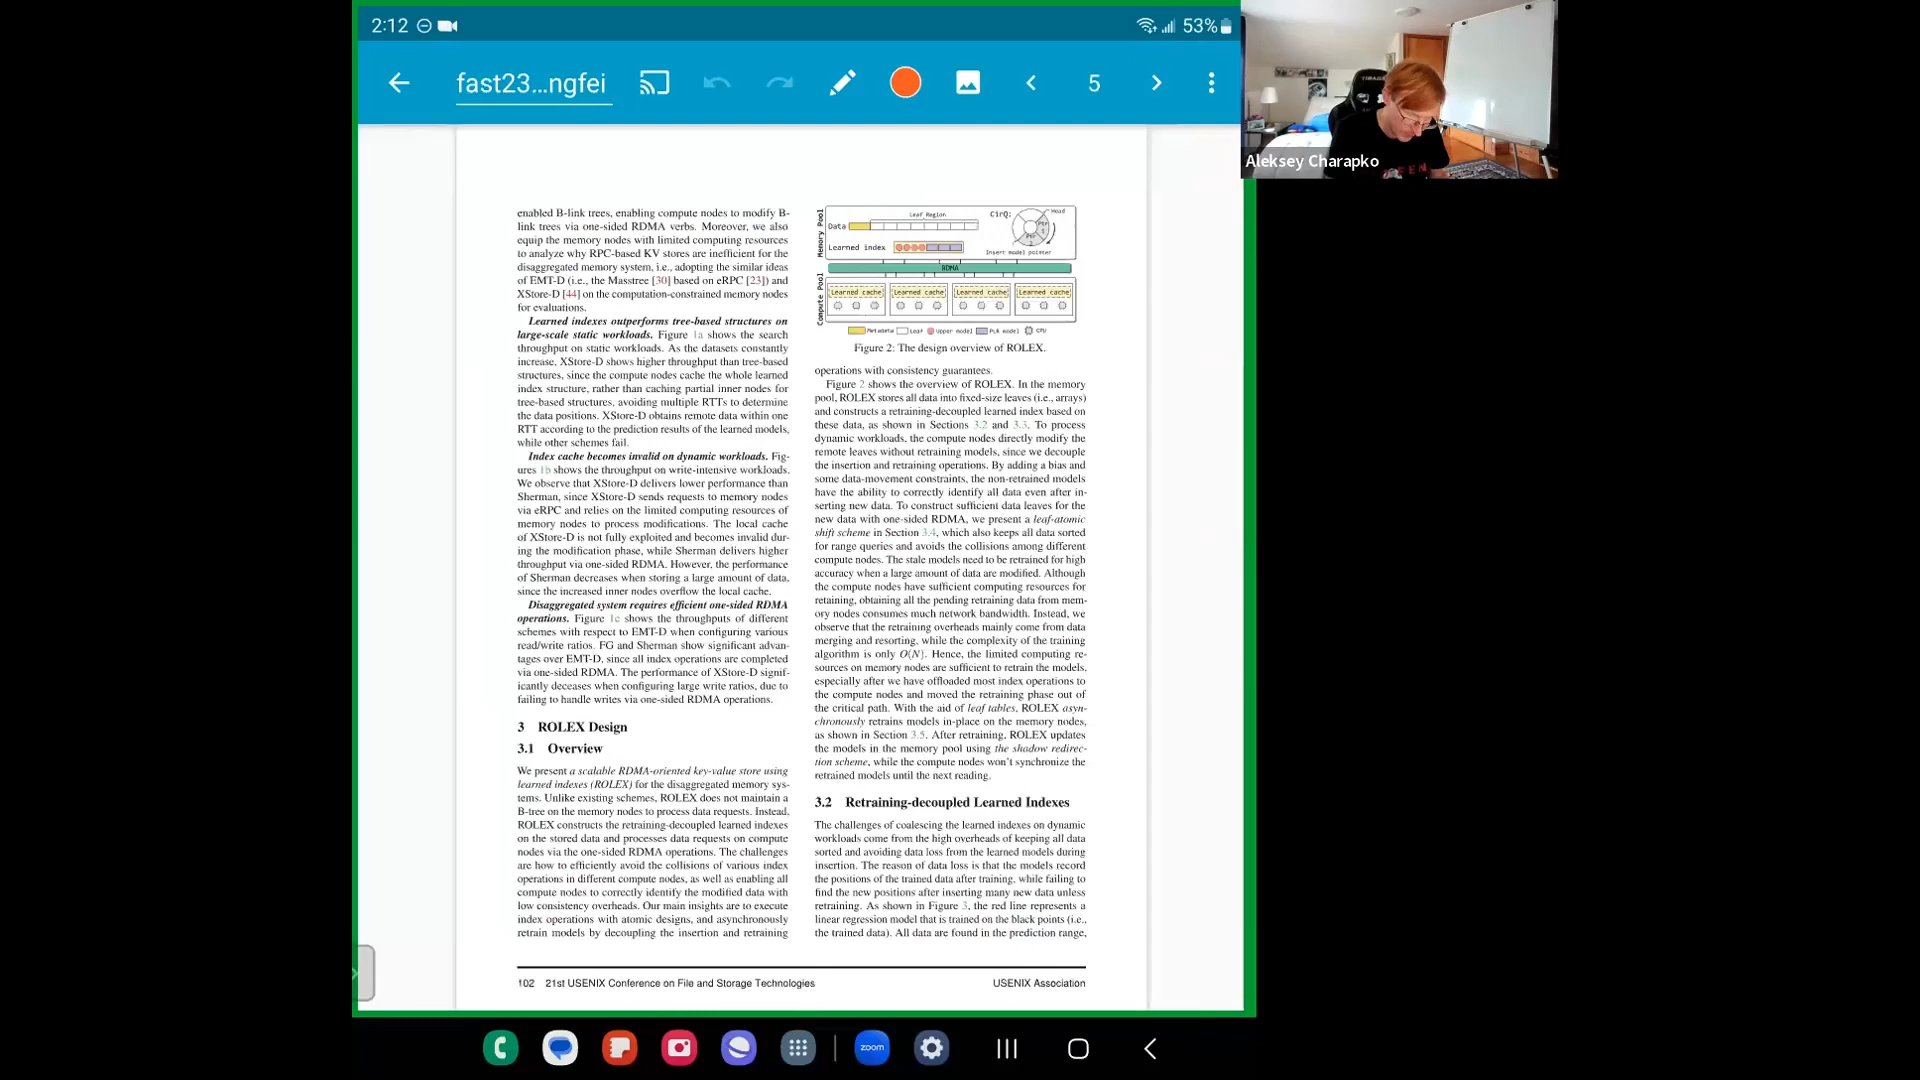 2:12
53%
fast23...ngfei
5
Aleksey Charapko
enabled B-link trees, enabling compute nodes to modify B-
link trees via one-sided RDMA verbs. Moreover, we also
equip the memory nodes with limited computing resources
to analyze why RPC-based KV stores are inefficient for the
disaggregated memory system, i.e., adopting the similar ideas
of EMT-D (i.e., the Masstree [30] based on eRPC [23]) and
XStore-D [44] on the computation-constrained memory nodes
for evaluations.
Learned indexes outperforms tree-based structures on
large-scale static workloads. Figure 1a shows the search
throughput on static workloads. As the datasets constantly
increase, XStore-D shows higher throughput than tree-based
structures, since the compute nodes cache the whole learned
index structure, rather than caching partial inner nodes for
tree-based structures, avoiding multiple RTTs to determine
the data positions. XStore-D obtains remote data within one
RTT according to the prediction results of the learned models,
while other schemes fail.
Index cache becomes invalid on dynamic workloads. Fig-
ures 1b shows the throughput on write-intensive workloads.
We observe that XStore-D delivers lower performance than
Sherman, since XStore-D sends requests to memory nodes
via eRPC and relies on the limited computing resources of
memory nodes to process modifications. The local cache
of XStore-D is not fully exploited and becomes invalid dur-
ing the modification phase, while Sherman delivers higher
throughput via one-sided RDMA. However, the performance
of Sherman decreases when storing a large amount of data,
since the increased inner nodes overflow the local cache.
Disaggregated system requires efficient one-sided RDMA
operations. Figure 1c shows the throughputs of different
schemes with respect to EMT-D when configuring various
read/write ratios. FG and Sherman show significant advan-
tages over EMT-D, since all index operations are completed
via one-sided RDMA. The performance of XStore-D signif-
icantly deceases when configuring large write ratios, due to
failing to handle writes via one-sided RDMA operations.
3 ROLEX Design
3.1 Overview
We present a scalable RDMA-oriented key-value store using
learned indexes (ROLEX) for the disaggregated memory sys-
tems. Unlike existing schemes, ROLEX does not maintain a
B-tree on the memory nodes to process data requests. Instead,
ROLEX constructs the retraining-decoupled learned indexes
on the stored data and processes data requests on compute
nodes via the one-sided RDMA operations. The challenges
are how to efficiently avoid the collisions of various index
operations in different compute nodes, as well as enabling all
compute nodes to correctly identify the modified data with
low consistency overheads. Our main insights are to execute
index operations with atomic designs, and asynchronously
retrain models by decoupling the insertion and retraining
Memory Pool
Leaf Region
Data
CirQ:
Head
Learned index
Insert model pointer
RDMA
Compute Pool
Learned cache Learned cache Learned cache Learned cache
Metadata Leaf Upper model PLR model CPU
Figure 2: The design overview of ROLEX.
operations with consistency guarantees.
Figure 2 shows the overview of ROLEX. In the memory
pool, ROLEX stores all data into fixed-size leaves (i.e., arrays)
and constructs a retraining-decoupled learned index based on
these data, as shown in Sections 3.2 and 3.3. To process
dynamic workloads, the compute nodes directly modify the
remote leaves without retraining models, since we decouple
the insertion and retraining operations. By adding a bias and
some data-movement constraints, the non-retrained models
have the ability to correctly identify all data even after in-
serting new data. To construct sufficient data leaves for the
new data with one-sided RDMA, we present a leaf-atomic
shift scheme in Section 3.4, which also keeps all data sorted
for range queries and avoids the collisions among different
compute nodes. The stale models need to be retrained for high
accuracy when a large amount of data are modified. Although
the compute nodes have sufficient computing resources for
retaining, obtaining all the pending retraining data from mem-
ory nodes consumes much network bandwidth. Instead, we
observe that the retraining overheads mainly come from data
merging and resorting, while the complexity of the training
algorithm is only O(N). Hence, the limited computing re-
sources on memory nodes are sufficient to retrain the models,
especially after we have offloaded most index operations to
the compute nodes and moved the retraining phase out of
the critical path. With the aid of leaf tables, ROLEX asyn-
chronously retrains models in-place on the memory nodes,
as shown in Section 3.5. After retraining, ROLEX updates
the models in the memory pool using the shadow redirec-
tion scheme, while the compute nodes won't synchronize the
retrained models until the next reading.
3.2 Retraining-decoupled Learned Indexes
The challenges of coalescing the learned indexes on dynamic
workloads come from the high overheads of keeping all data
sorted and avoiding data loss from the learned models during
insertion. The reason of data loss is that the models record
the positions of the trained data after training, while failing to
find the new positions after inserting many new data unless
retraining. As shown in Figure 3, the red line represents a
linear regression model that is trained on the black points (i.e.,
the trained data). All data are found in the prediction range,
102 21st USENIX Conference on File and Storage Technologies
USENIX Association
zoom